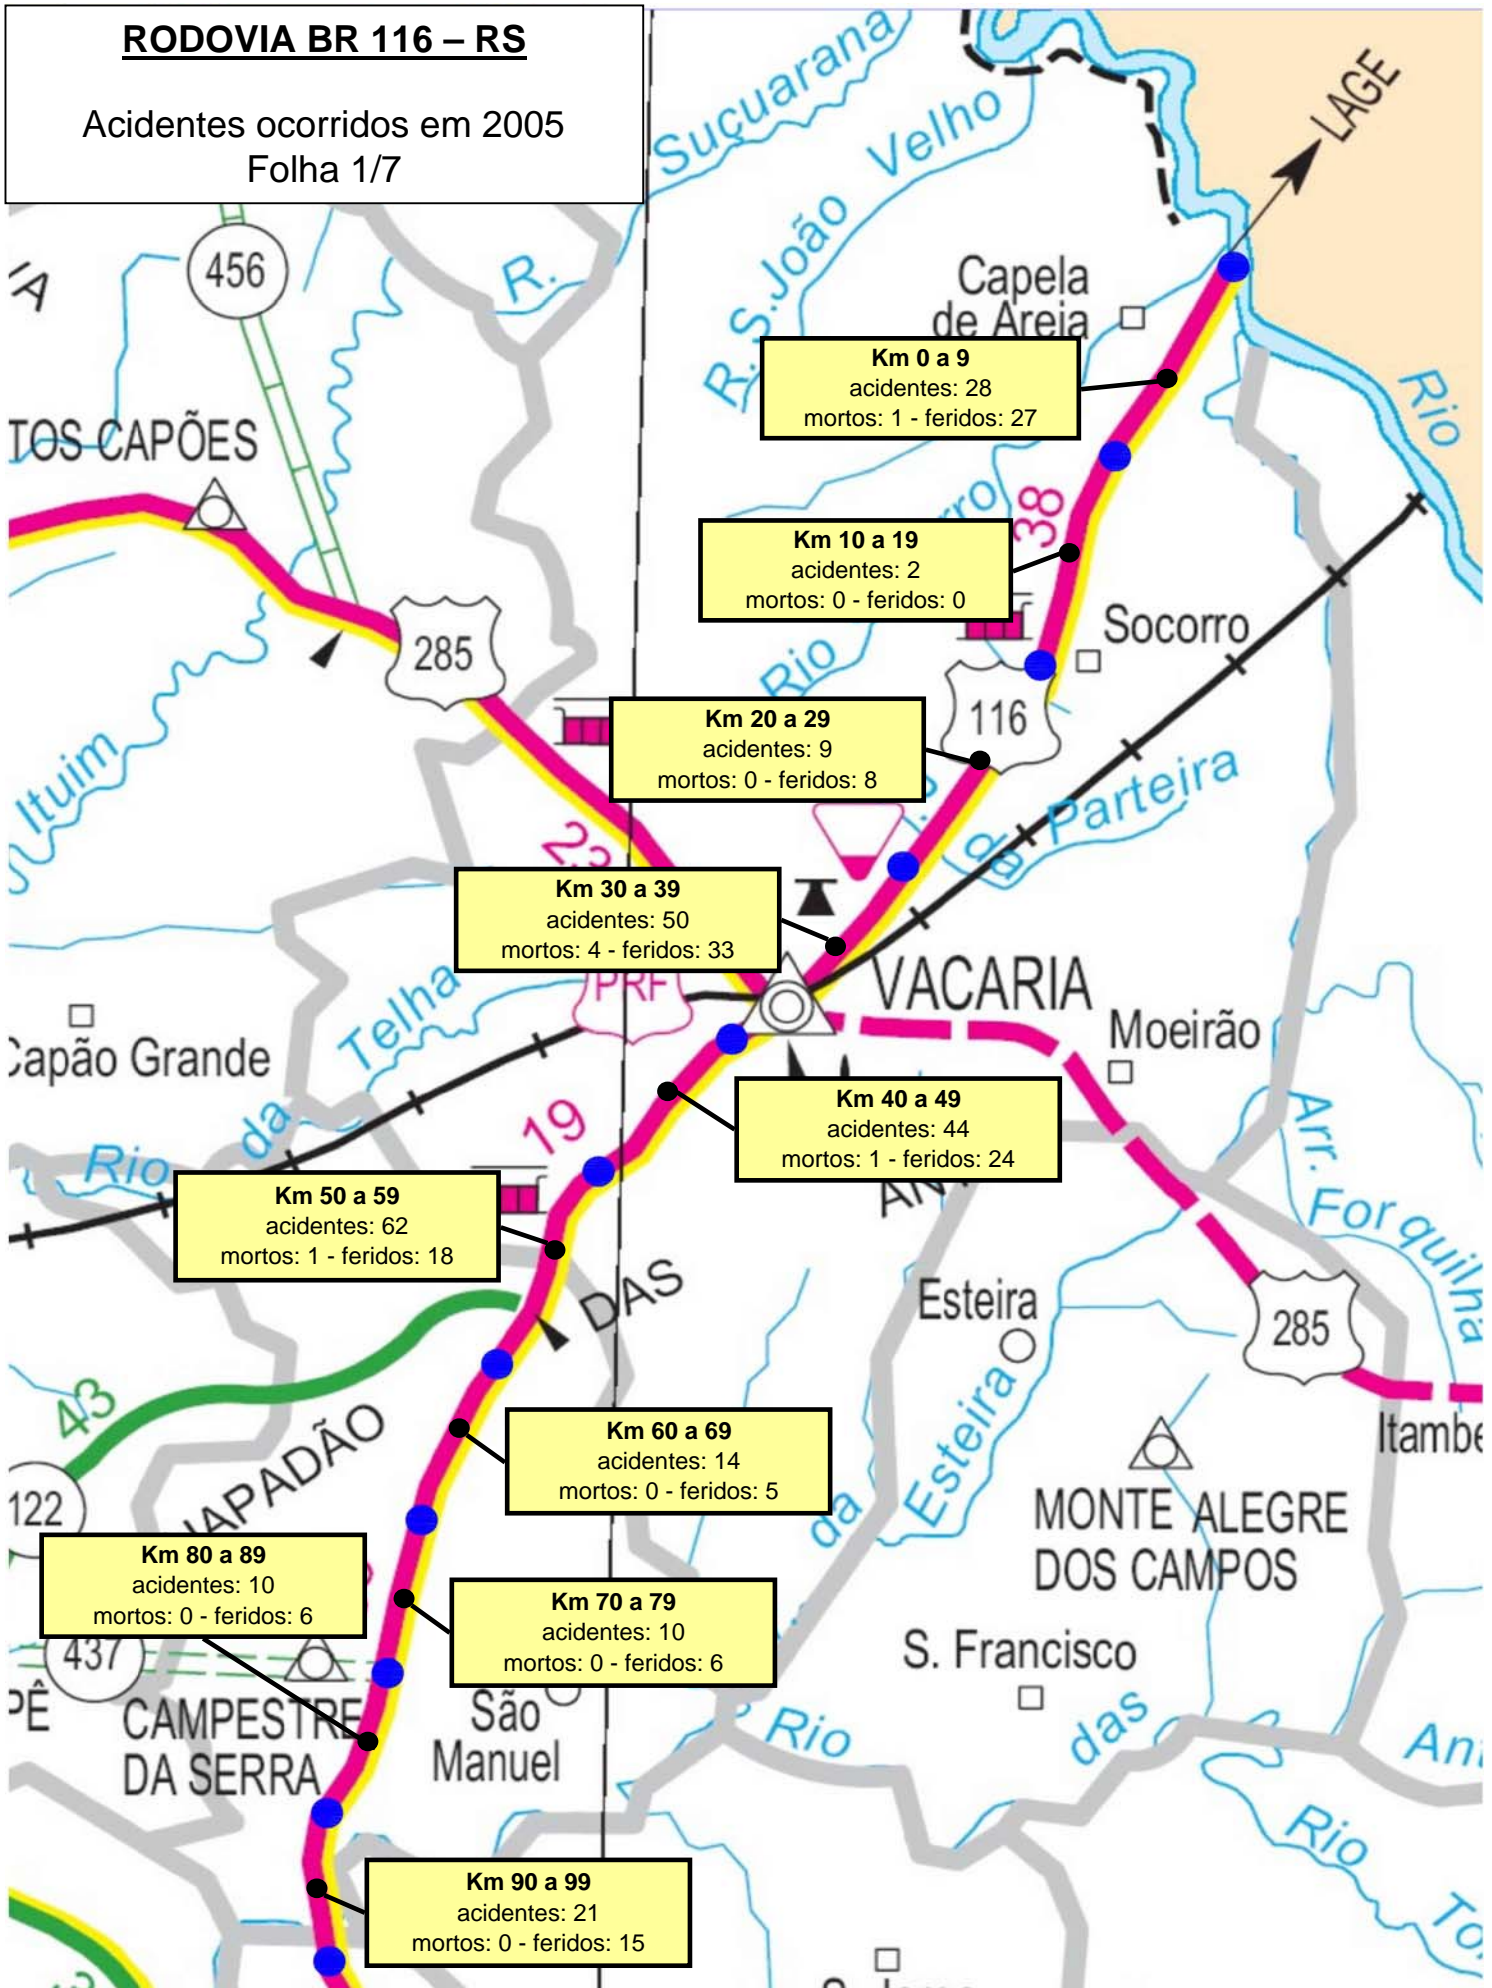 RODOVIA BR 116 – RS
Acidentes ocorridos em 2005
Folha 1/7
Suçuarana
R.
R. S. João Velho
LAGE
456
Capela
de Areia
Km 0 a 9
acidentes: 28
mortos: 1 - feridos: 27
Rio
TOS CAPÕES
38
Km 10 a 19
acidentes: 2
mortos: 0 - feridos: 0
Socorro
285
Rio
116
Km 20 a 29
acidentes: 9
mortos: 0 - feridos: 8
Ituim
da Parteira
23
Km 30 a 39
acidentes: 50
mortos: 4 - feridos: 33
PRF
VACARIA
Moeirão
Capão Grande
Rio da Telha
19
Km 40 a 49
acidentes: 44
mortos: 1 - feridos: 24
Arr. Forquilha
Km 50 a 59
acidentes: 62
mortos: 1 - feridos: 18
DAS
ANT
Esteira
285
43
Esteira
da
Itambe
122
APADÃO
Km 60 a 69
acidentes: 14
mortos: 0 - feridos: 5
MONTE ALEGRE
DOS CAMPOS
Km 80 a 89
acidentes: 10
mortos: 0 - feridos: 6
Km 70 a 79
acidentes: 10
mortos: 0 - feridos: 6
437
PÊ
CAMPESTRE
DA SERRA
São
Manuel
S. Francisco
Rio
das
Ant
Rio
To
Km 90 a 99
acidentes: 21
mortos: 0 - feridos: 15